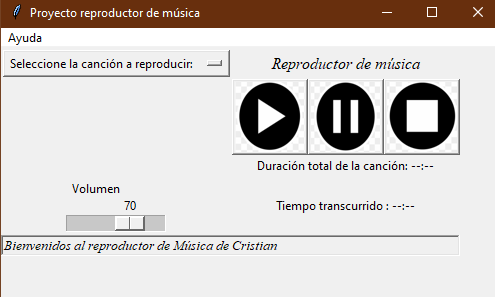 Proyecto reproductor de música
Ayuda
Seleccione la canción a reproducir:
Reproductor de música
Duración total de la canción: --:--
Volumen
70
Tiempo transcurrido : --:--
Bienvenidos al reproductor de Música de Cristian